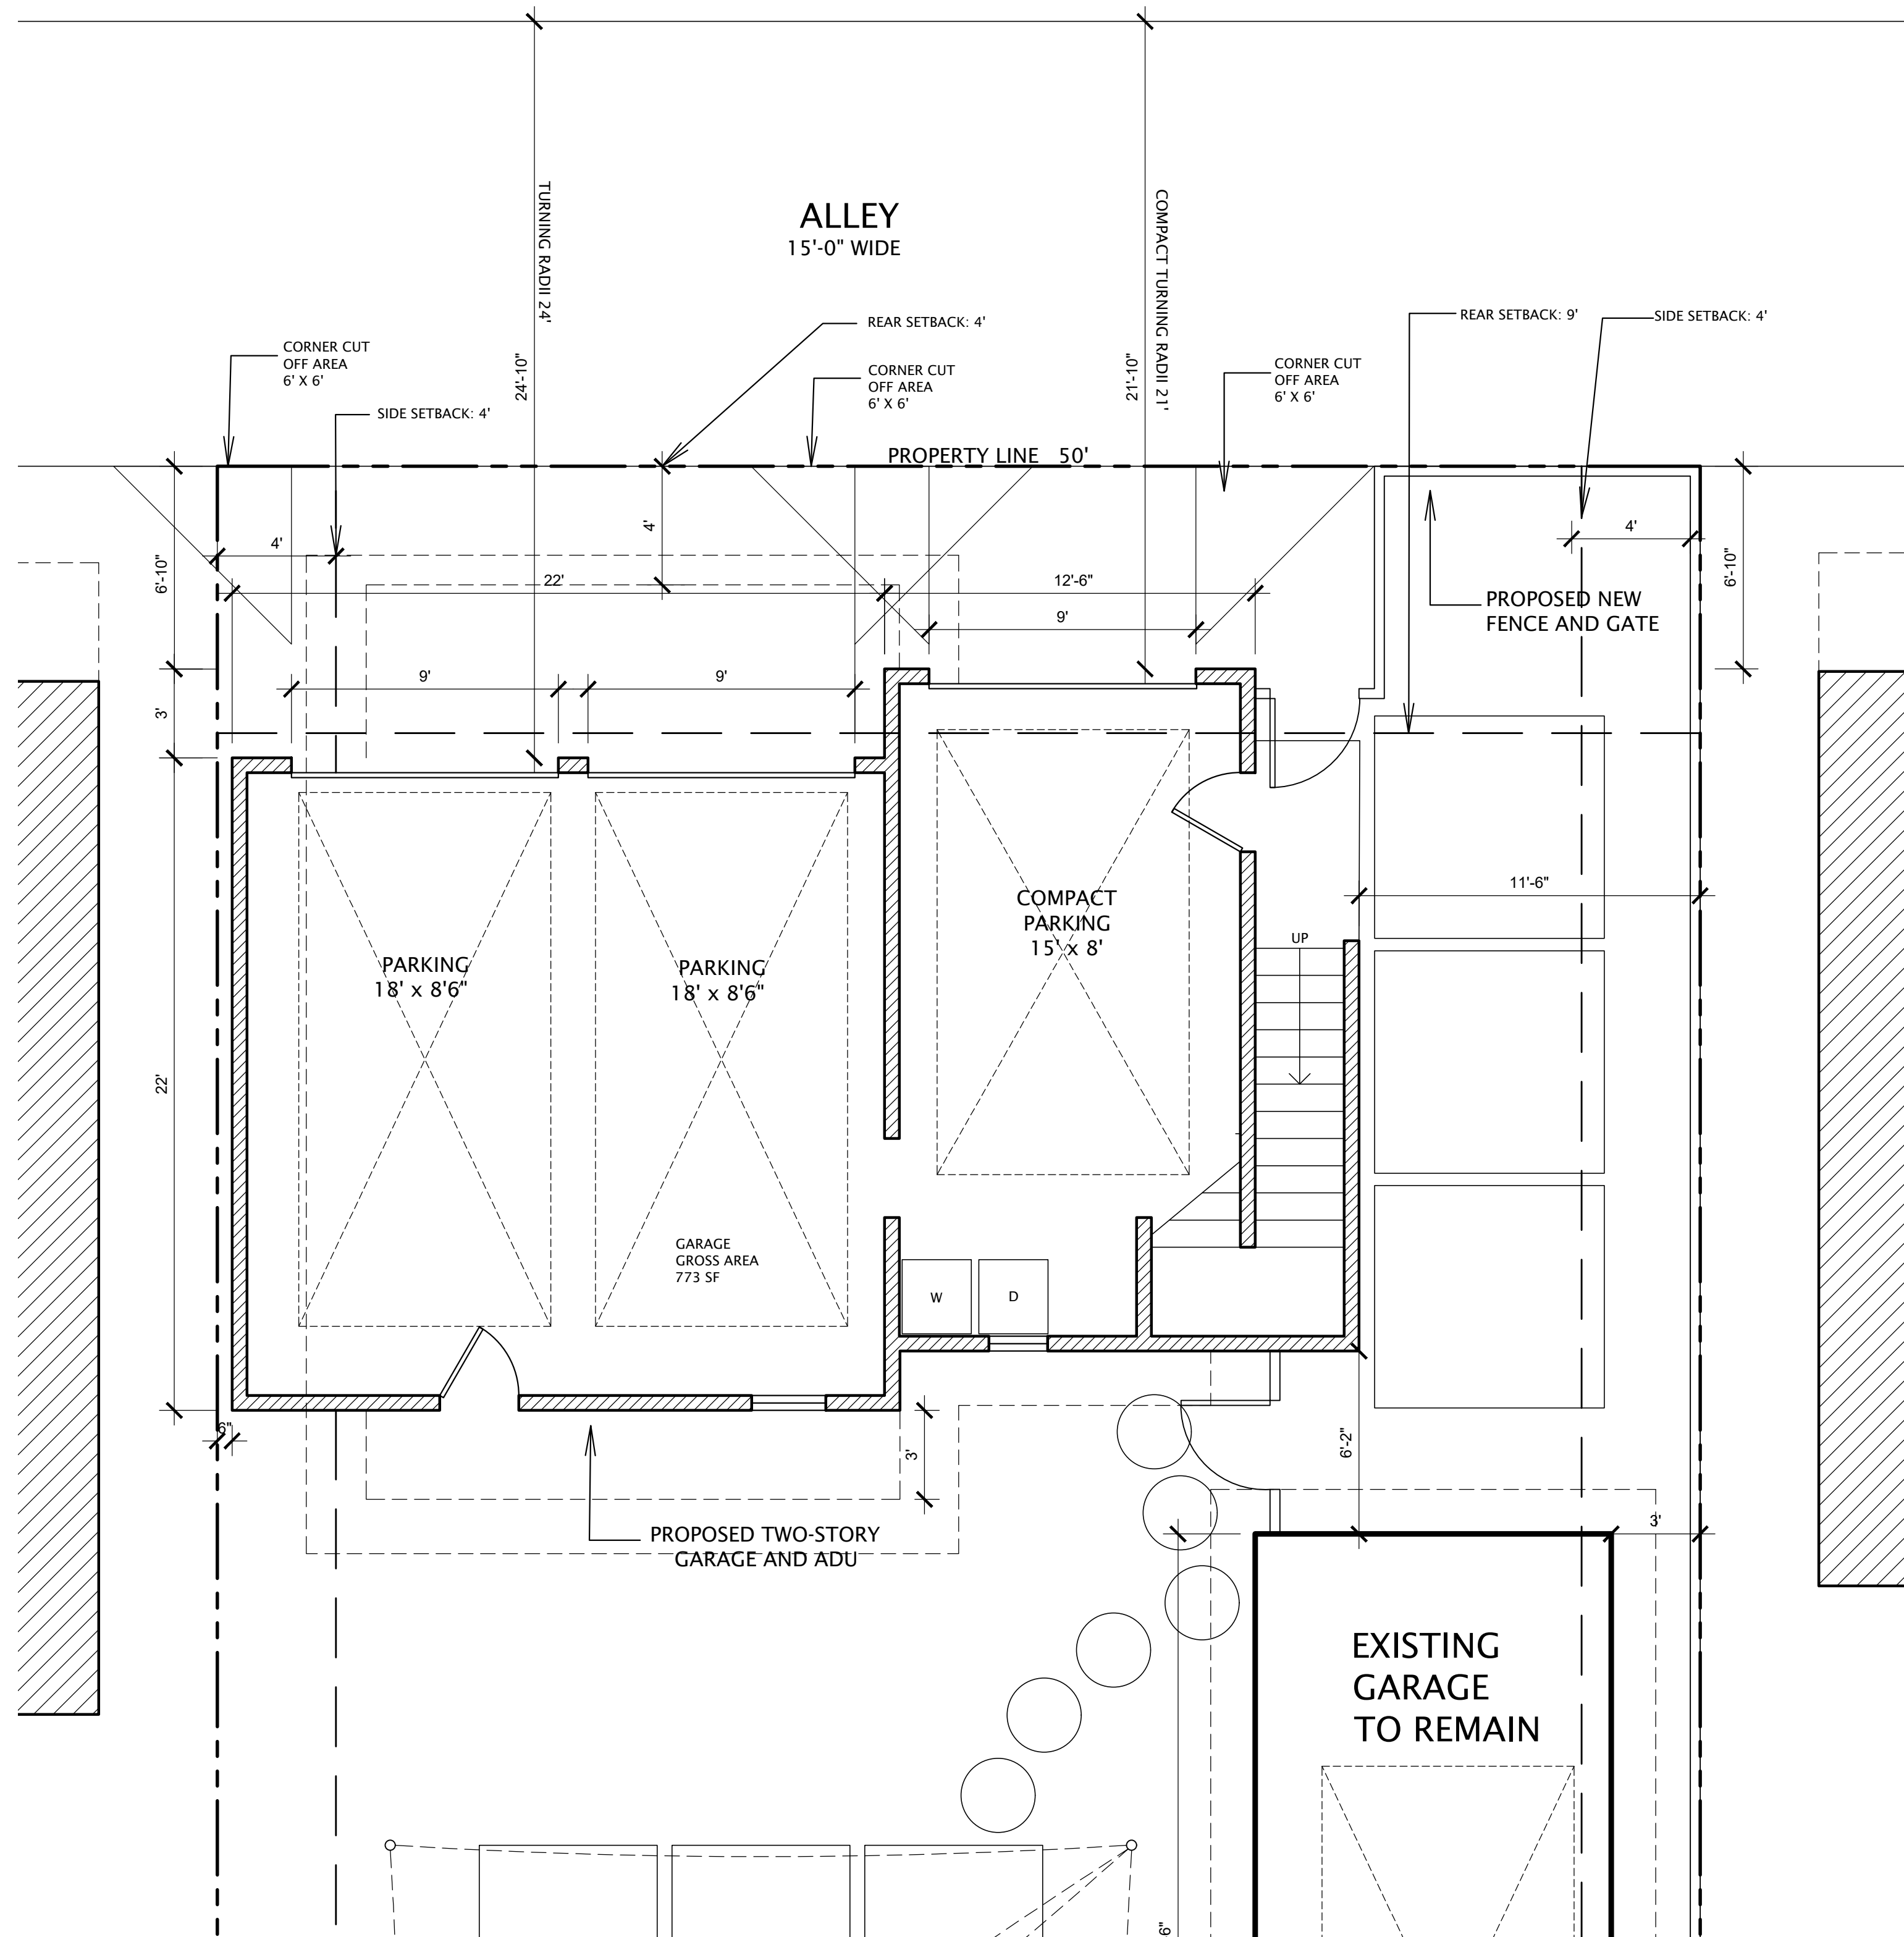 TURNING RADII 24'
24'-10"
ALLEY
15'-0" WIDE
COMPACT TURNING RADII 21'
21'-10"
REAR SETBACK: 4'
REAR SETBACK: 9'
SIDE SETBACK: 4'
CORNER CUT
OFF AREA
6' X 6'
CORNER CUT
OFF AREA
6' X 6'
CORNER CUT
OFF AREA
6' X 6'
SIDE SETBACK: 4'
PROPERTY LINE 50'
4'
4'
4'
6'-10"
6'-10"
22'
12'-6"
9'
PROPOSED NEW
FENCE AND GATE
9'
9'
3'
11'-6"
COMPACT
PARKING
15' x 8'
UP
PARKING
18' x 8'6"
PARKING
18' x 8'6"
22'
GARAGE
GROSS AREA
773 SF
W
D
6"
3'
6'-2"
3'
PROPOSED TWO-STORY
GARAGE AND ADU
EXISTING
GARAGE
TO REMAIN
6"